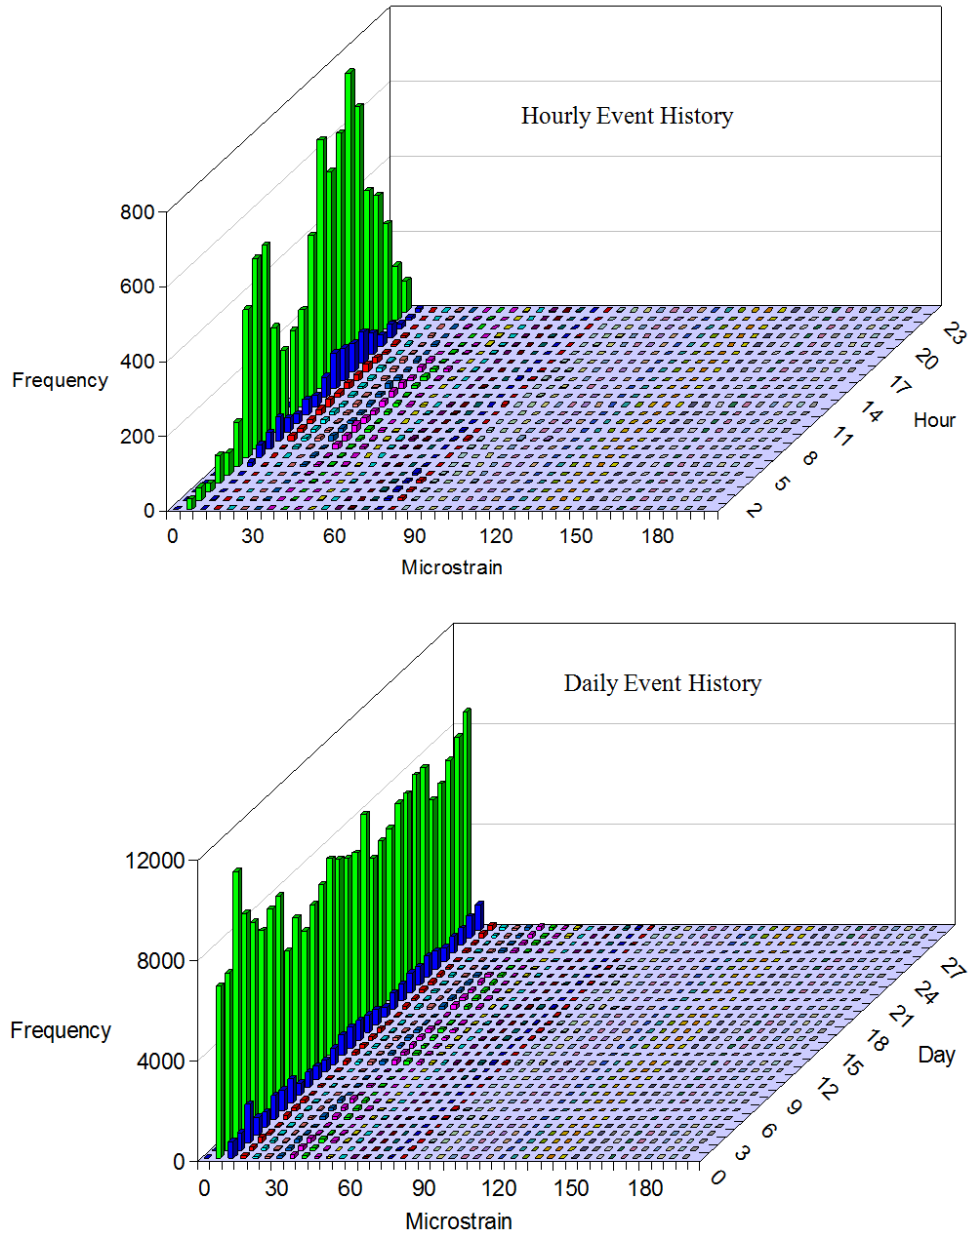 Hourly Event History
800
600
400
200
0
Frequency
0 30 60 90 120 150 180
Microstrain
2 5 8 11 14 17 20 23
Hour
Daily Event History
12000
8000
4000
0
Frequency
0 30 60 90 120 150 180
Microstrain
0 3 6 9 12 15 18 21 24 27
Day